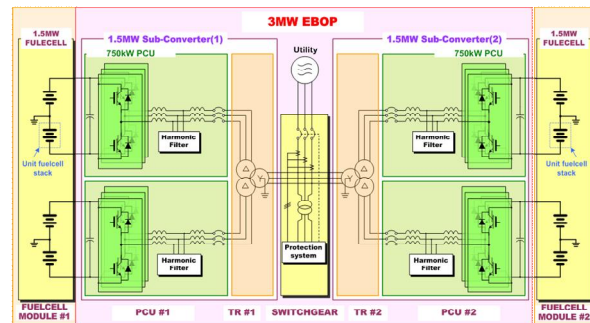 3MW EBOP
1.5MW
FULECELL
1.5MW Sub-Converter(1)
Utility
1.5MW Sub-Converter(2)
1.5MW
FULECELL
750kW PCU
750kW PCU
Harmonic
Filter
Harmonic
Filter
Unit fuelcell
stack
Unit fuelcell
stack
Δ
Δ
Y
Y
Δ
Δ
Harmonic
Filter
Protection
system
Harmonic
Filter
FUELCELL
MODULE #1
PCU #1
TR #1
SWITCHGEAR
TR #2
PCU #2
FUELCELL
MODULE #2